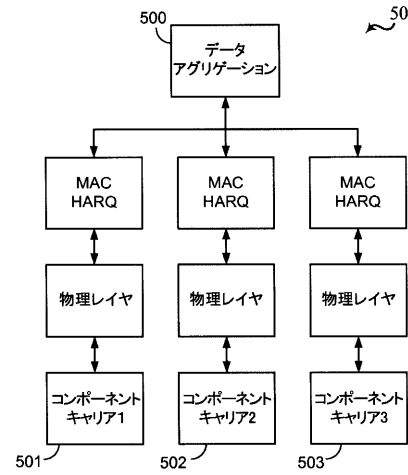 500
50
データ
アグリゲーション
MAC
HARQ
MAC
HARQ
MAC
HARQ
物理レイヤ
物理レイヤ
物理レイヤ
コンポーネント
キャリア1
コンポーネント
キャリア2
コンポーネント
キャリア3
501
502
503